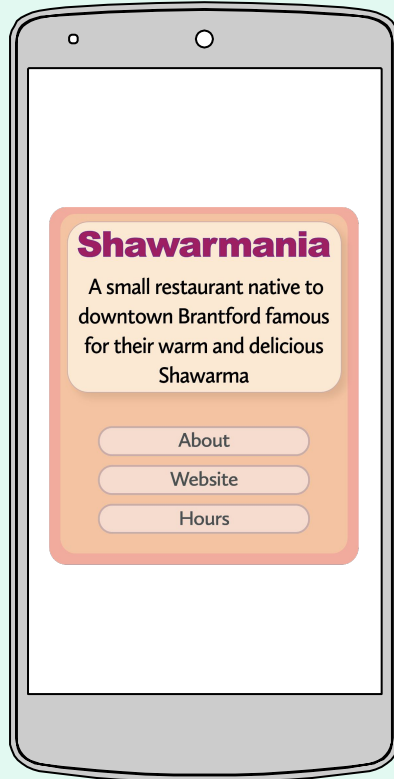 Shawarmania
A small restaurant native to
downtown Brantford famous
for their warm and delicious
Shawarma
About
Website
Hours